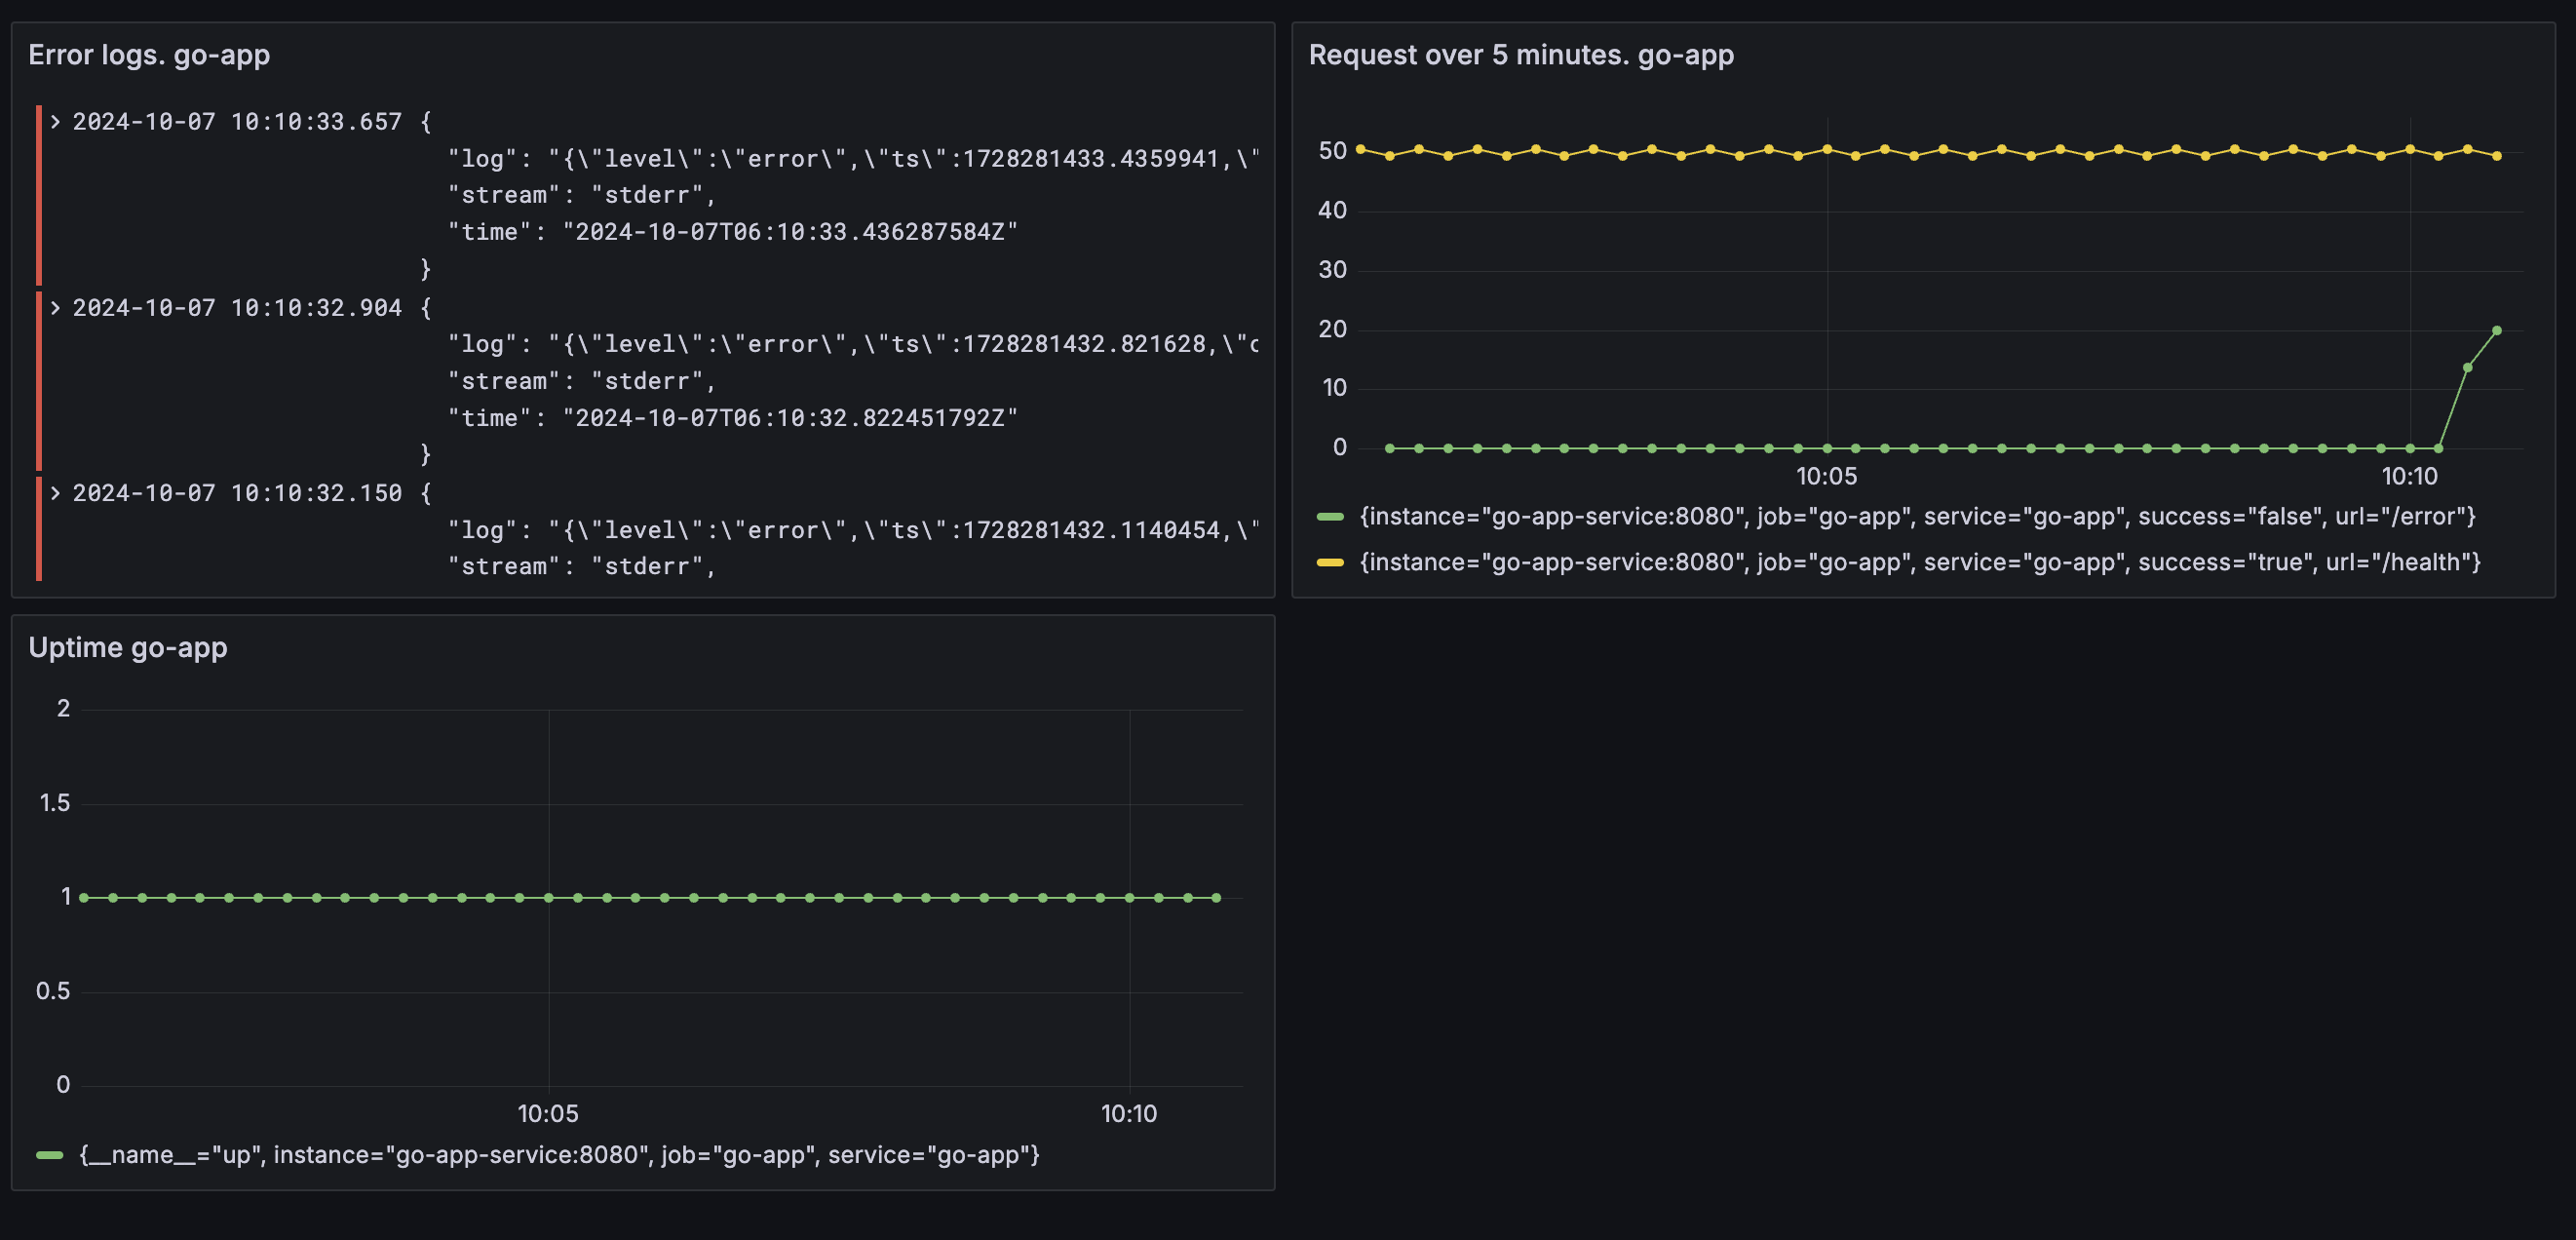 Error logs. go-app
2024-10-07 10:10:33.657 {
"log": "{\"level\":\"error\",\"ts\":1728281433.4359941,\"
"stream": "stderr",
"time": "2024-10-07T06:10:33.436287584Z"
}
2024-10-07 10:10:32.904 {
"log": "{\"level\":\"error\",\"ts\":1728281432.821628,\"c
"stream": "stderr",
"time": "2024-10-07T06:10:32.822451792Z"
}
2024-10-07 10:10:32.150 {
"log": "{\"level\":\"error\",\"ts\":1728281432.1140454,\"
"stream": "stderr",
Request over 5 minutes. go-app
50
40
30
20
10
0
10:05 10:10
{instance="go-app-service:8080", job="go-app", service="go-app", success="false", url="/error"}
{instance="go-app-service:8080", job="go-app", service="go-app", success="true", url="/health"}
Uptime go-app
2
1.5
1
0.5
0
10:05 10:10
{__name__="up", instance="go-app-service:8080", job="go-app", service="go-app"}